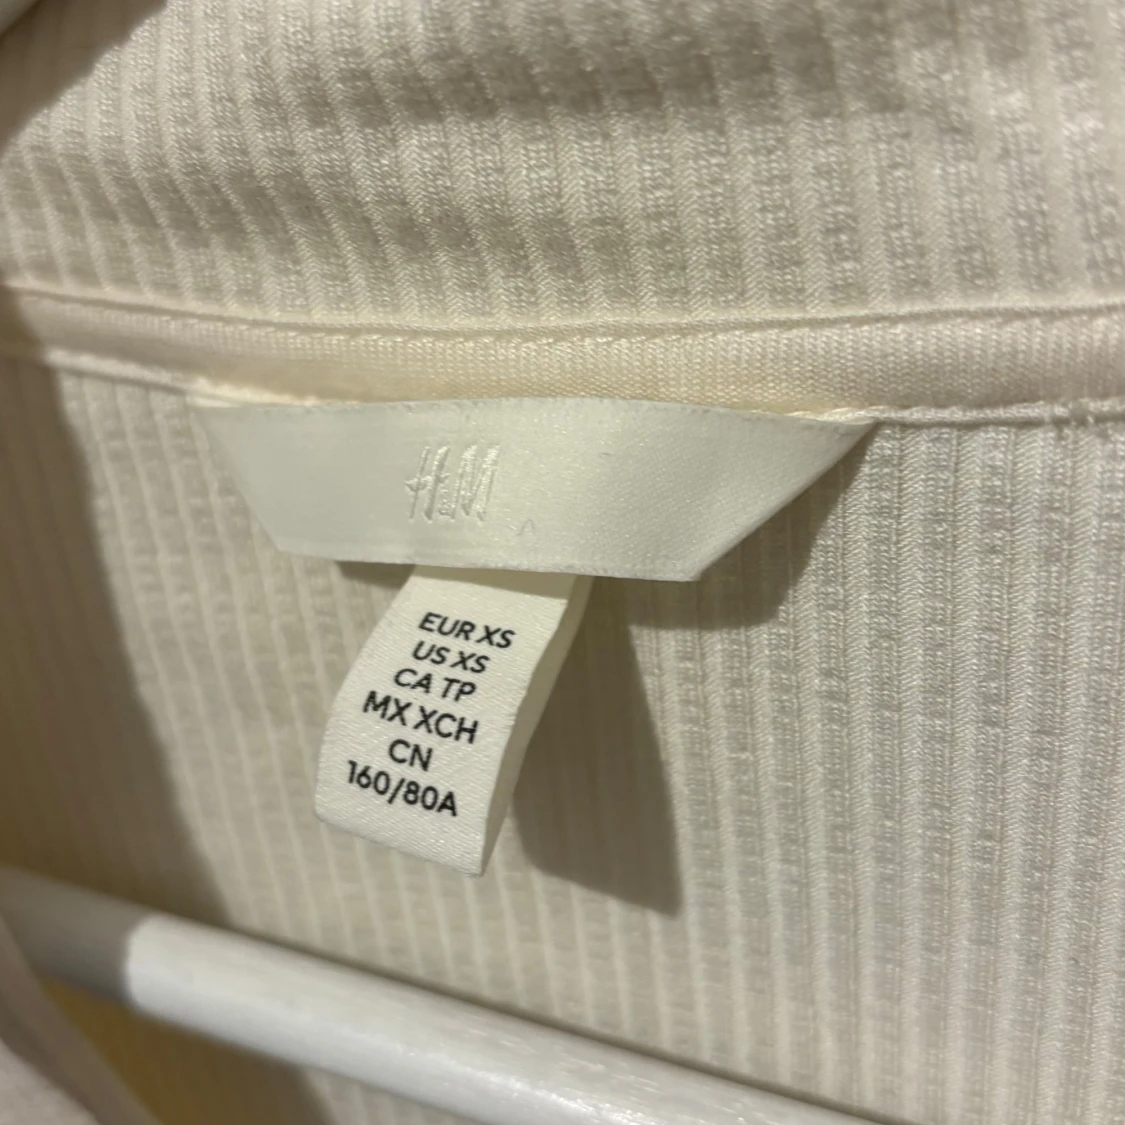 H&M
EUR XS
US XS
CA TP
MX XCH
CN
160/80A